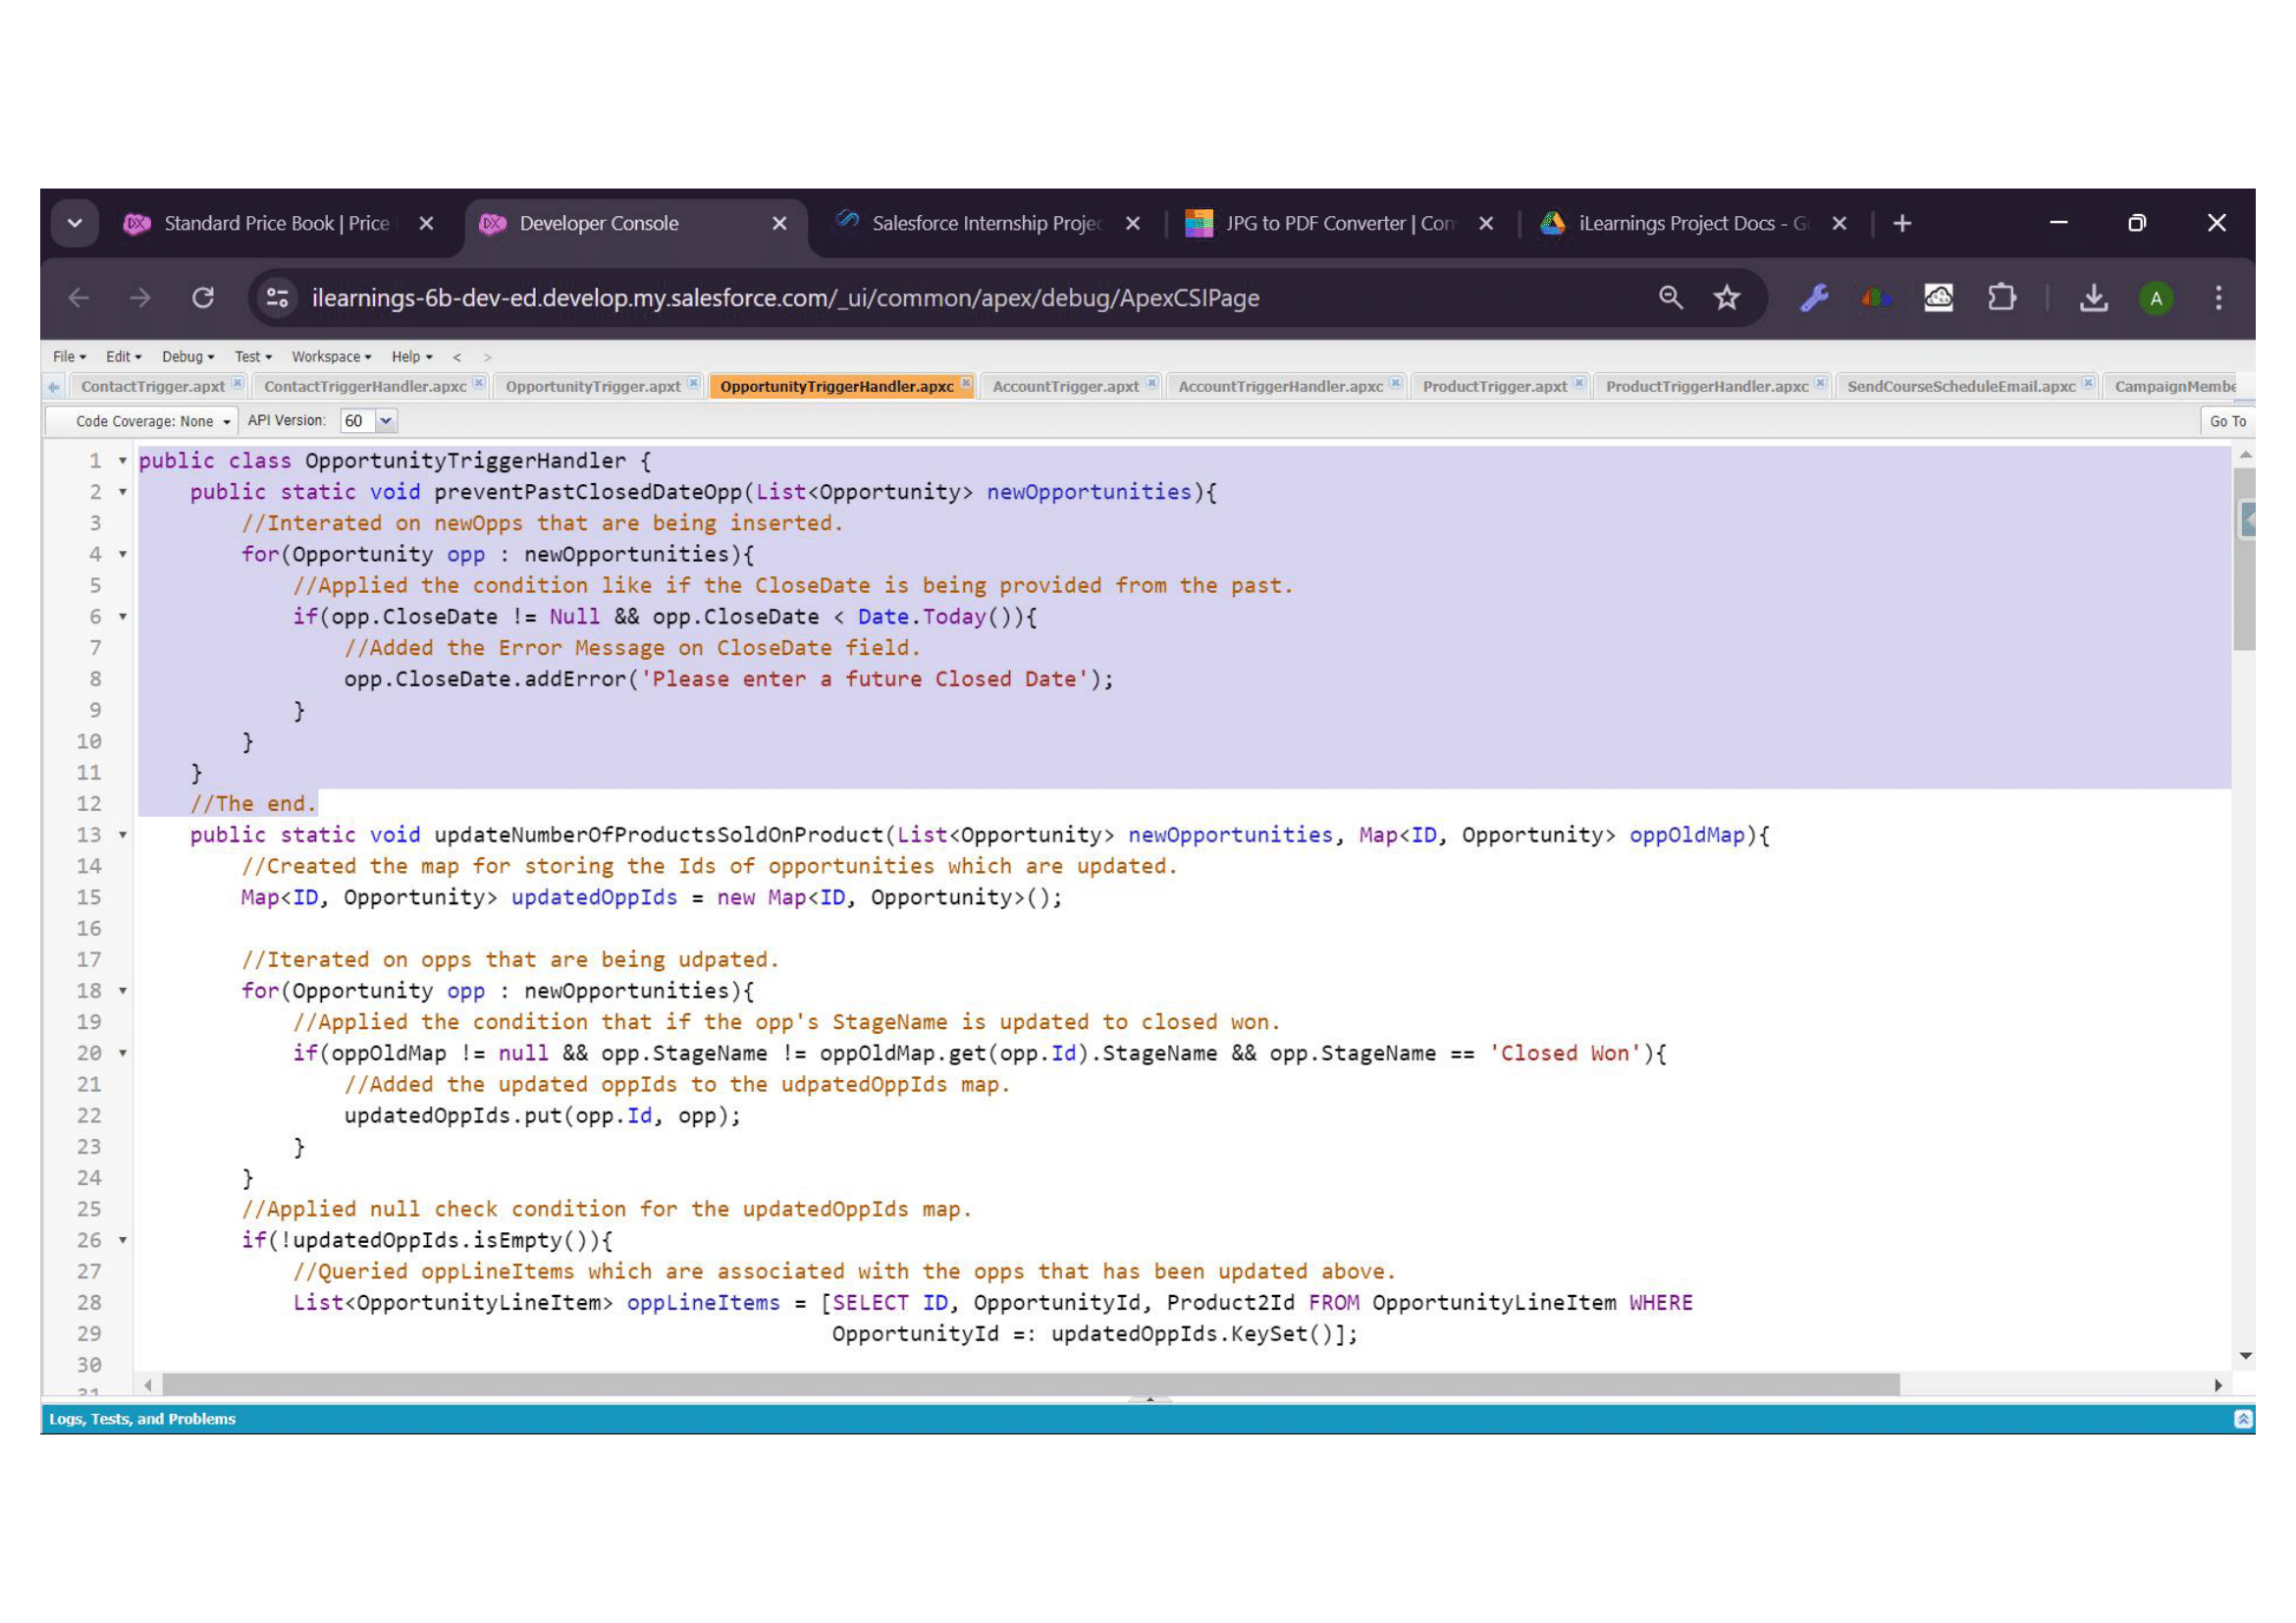 Standard Price Book | Price
Developer Console
Salesforce Internship Projec
JPG to PDF Converter | Con
iLearnings Project Docs - Go
ilearnings-6b-dev-ed.develop.my.salesforce.com/_ui/common/apex/debug/ApexCSIPage
A
File Edit Debug Test Workspace Help < >
ContactTrigger.apxt ContactTriggerHandler.apxc OpportunityTrigger.apxt OpportunityTriggerHandler.apxc AccountTrigger.apxt AccountTriggerHandler.apxc ProductTrigger.apxt ProductTriggerHandler.apxc SendCourseScheduleEmail.apxc CampaignMembe
Code Coverage: None API Version: 60 Go To
1 public class OpportunityTriggerHandler {
2 public static void preventPastClosedDateOpp(List<Opportunity> newOpportunities){
3 //Interated on newOpps that are being inserted.
4 for(Opportunity opp : newOpportunities){
5 //Applied the condition like if the CloseDate is being provided from the past.
6 if(opp.CloseDate != Null && opp.CloseDate < Date.Today()){
7 //Added the Error Message on CloseDate field.
8 opp.CloseDate.addError('Please enter a future Closed Date');
9 }
10 }
11 }
12 //The end.
13 public static void updateNumberOfProductsSoldOnProduct(List<Opportunity> newOpportunities, Map<ID, Opportunity> oppOldMap){
14 //Created the map for storing the Ids of opportunities which are updated.
15 Map<ID, Opportunity> updatedOppIds = new Map<ID, Opportunity>();
16
17 //Iterated on opps that are being udpated.
18 for(Opportunity opp : newOpportunities){
19 //Applied the condition that if the opp's StageName is updated to closed won.
20 if(oppOldMap != null && opp.StageName != oppOldMap.get(opp.Id).StageName && opp.StageName == 'Closed Won'){
21 //Added the updated oppIds to the udpatedOppIds map.
22 updatedOppIds.put(opp.Id, opp);
23 }
24 }
25 //Applied null check condition for the updatedOppIds map.
26 if(!updatedOppIds.isEmpty()){
27 //Queried oppLineItems which are associated with the opps that has been updated above.
28 List<OpportunityLineItem> oppLineItems = [SELECT ID, OpportunityId, Product2Id FROM OpportunityLineItem WHERE
29 OpportunityId =: updatedOppIds.KeySet()];
30
31
Logs, Tests, and Problems